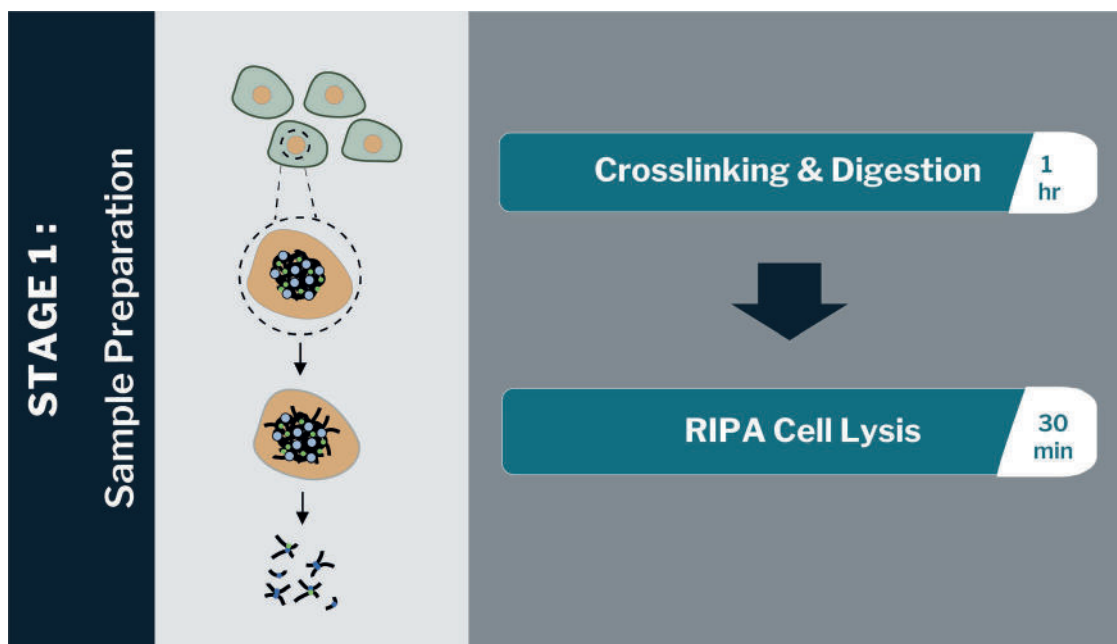 STAGE 1:
Sample Preparation
Crosslinking & Digestion
1
hr
RIPA Cell Lysis
30
min